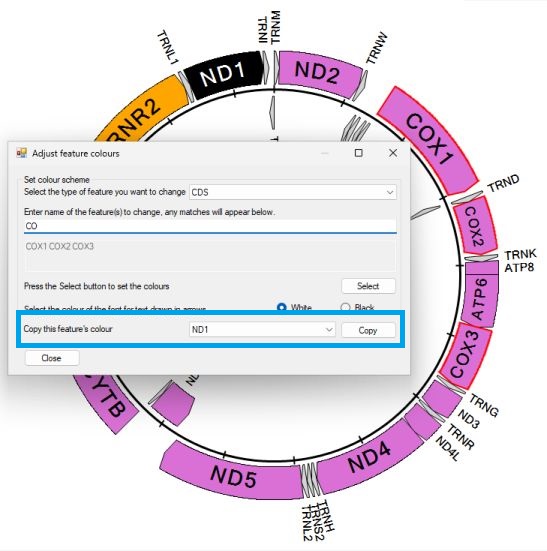 TRNL1
ND1
TRNI
TRNM
ND2
TRNW
RNR2
COX1
TRND
COX2
TRNK
ATP8
ATP6
COX3
TRNG
ND3
TRNR
ND4L
ND4
TRNH
TRNS2
TRNL2
ND5
YTB
Adjust feature colours
Set colour scheme
Select the type of feature you want to change CDS
Enter name of the feature(s) to change, any matches will appear below.
CO
COX1 COX2 COX3
Press the Select button to set the colours Select
Select the colour of the font for text drawn in arrows White Black
Copy this feature's colour ND1 Copy
Close